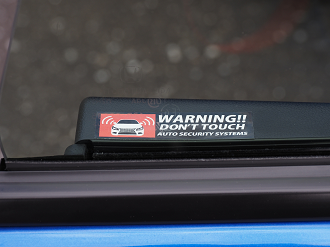 WARNING!!
DON'T TOUCH
AUTO SECURITY SYSTEMS